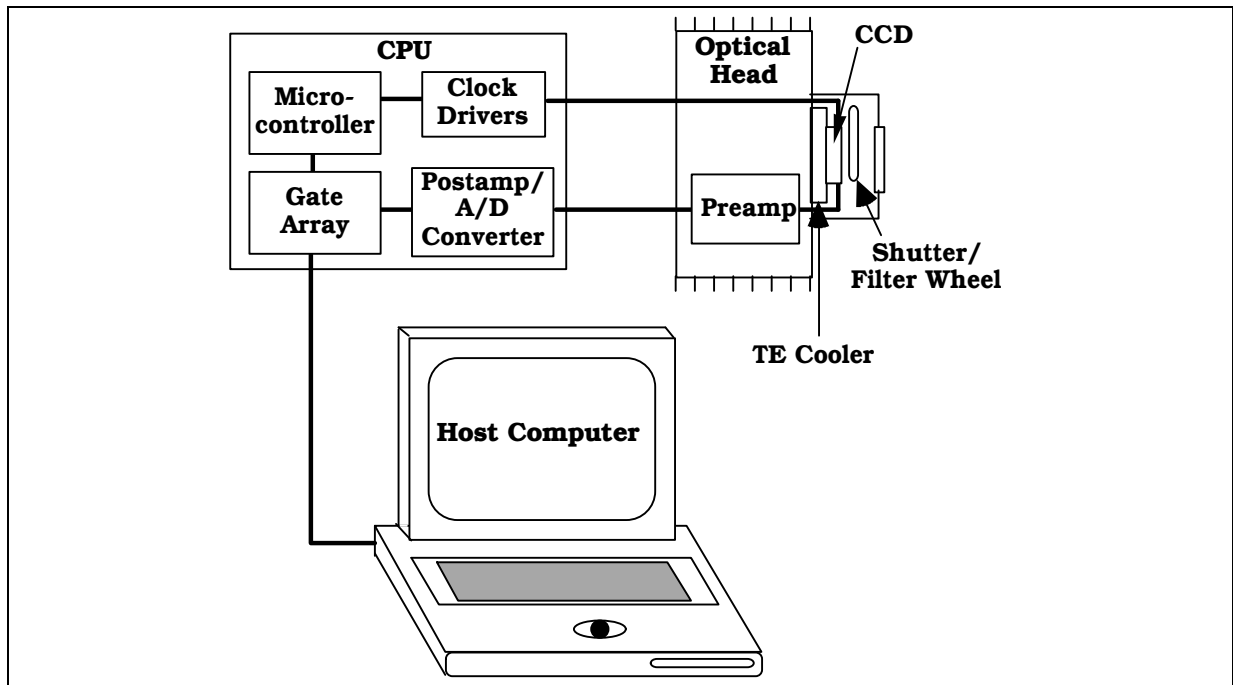 CPU
Micro-
controller
Clock
Drivers
Gate
Array
Postamp/
A/D
Converter
Optical
Head
Preamp
CCD
Shutter/
Filter Wheel
TE Cooler
Host Computer